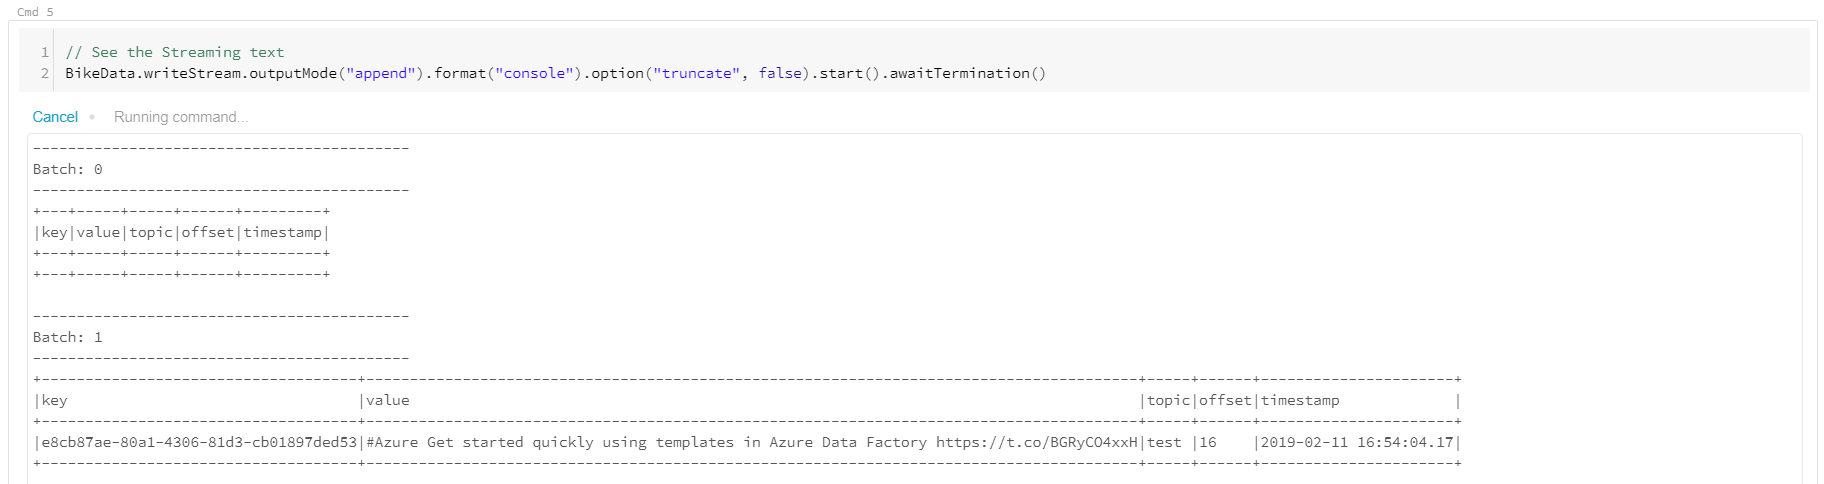 Cmd 5
1 // See the Streaming text
2 BikeData.writeStream.outputMode("append").format("console").option("truncate", false).start().awaitTermination()
Cancel • Running command...
-------------------------------------------
Batch: 0
-------------------------------------------
+---+-----+-----+------+---------+
|key|value|topic|offset|timestamp|
+---+-----+-----+------+---------+
+---+-----+-----+------+---------+
-------------------------------------------
Batch: 1
-------------------------------------------
+------------------------------------+----------------------------------------------------------------------------------------+-----+------+----------------------+
|key                                 |value                                                                                   |topic|offset|timestamp             |
+------------------------------------+----------------------------------------------------------------------------------------+-----+------+----------------------+
|e8cb87ae-80a1-4306-81d3-cb01897ded53|#Azure Get started quickly using templates in Azure Data Factory https://t.co/BGRyCO4xxH|test |16    |2019-02-11 16:54:04.17|
+------------------------------------+----------------------------------------------------------------------------------------+-----+------+----------------------+